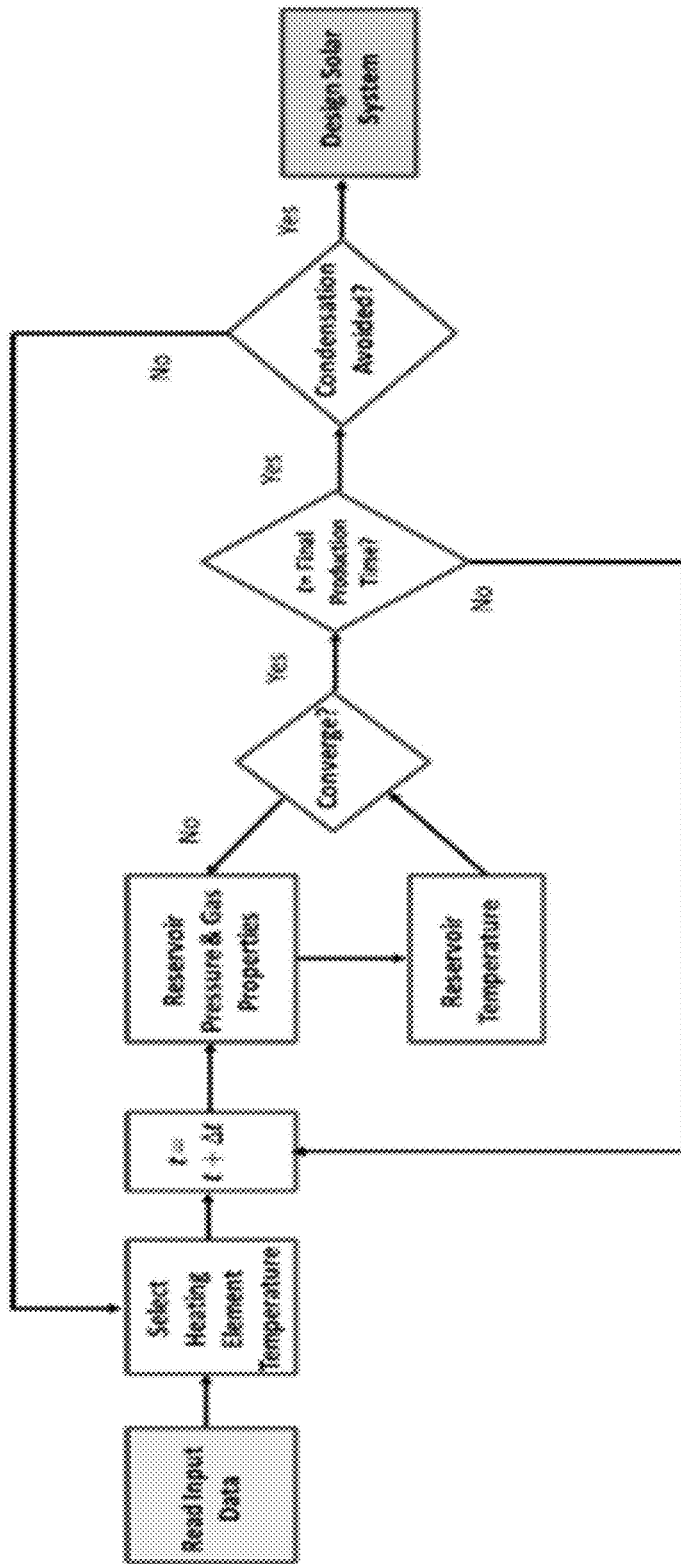 Read Input
Data
Select
Heating
Element
Temperature
t =
t + Δt
Reservoir
Pressure & Gas
Properties
Reservoir
Temperature
No
Converge?
Yes
t> Final
Production
Time?
No
Yes
Condensation
Avoided?
No
Yes
Design Solar
System